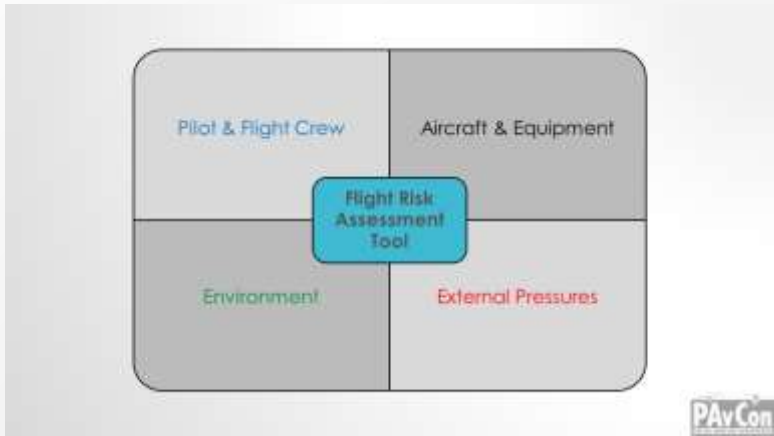 Pilot & Flight Crew
Aircraft & Equipment
Flight Risk
Assessment
Tool
Environment
External Pressures
PAvCon